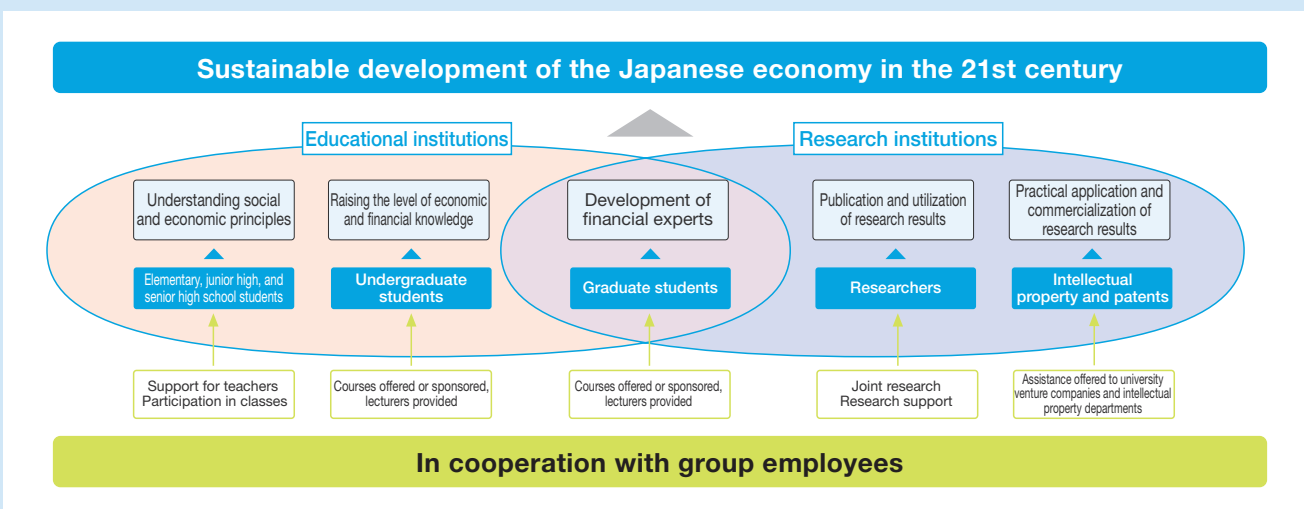 Sustainable development of the Japanese economy in the 21st century
Educational institutions
Research institutions
Understanding social
and economic principles
Raising the level of economic
and financial knowledge
Development of
financial experts
Publication and utilization
of research results
Practical application and
commercialization of
research results
Elementary, junior high, and
senior high school students
Undergraduate
students
Graduate students
Researchers
Intellectual
property and patents
Support for teachers
Participation in classes
Courses offered or sponsored,
lecturers provided
Courses offered or sponsored,
lecturers provided
Joint research
Research support
Assistance offered to university
venture companies and intellectual
property departments
In cooperation with group employees